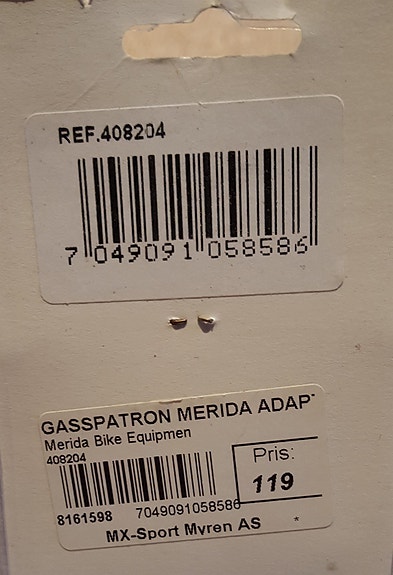 REF.408204
7 049091 058586
GASSPATRON MERIDA ADAP
Merida Bike Equipmen
408204
Pris:
119
8161598 7049091058586
MX-Sport Myren AS *